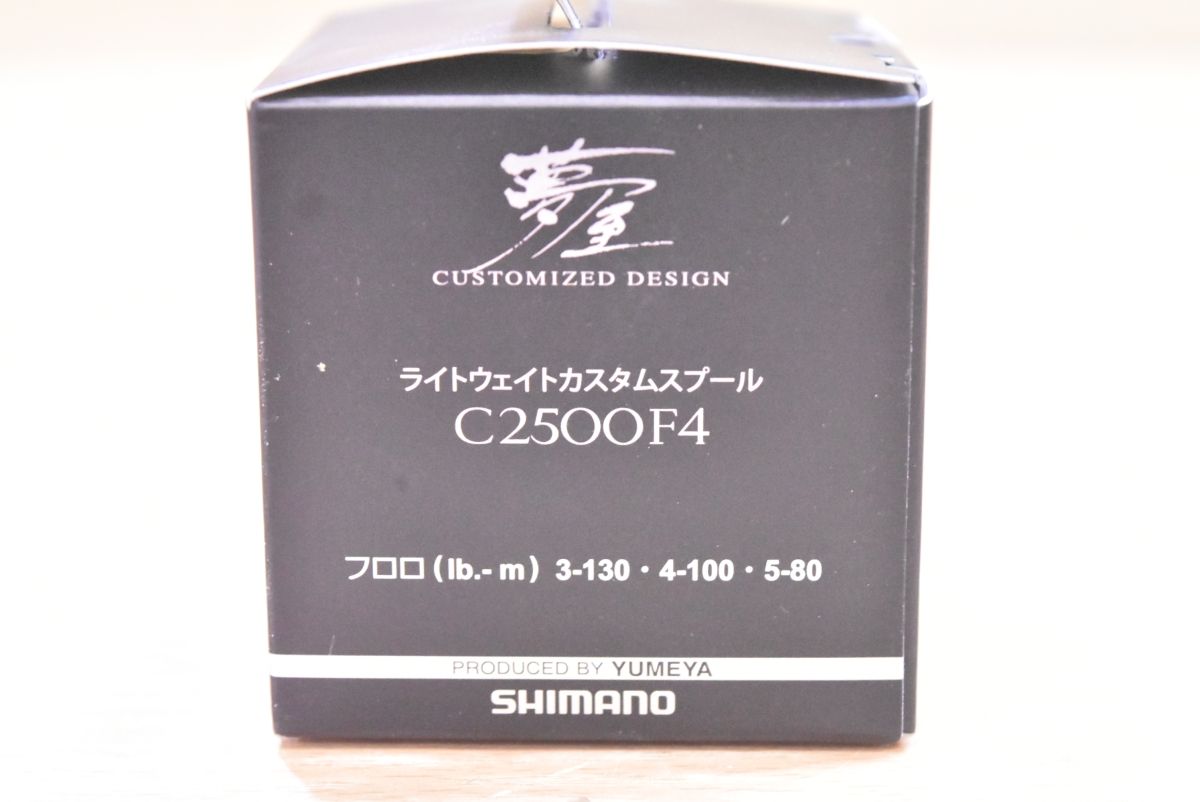 夢屋
CUSTOMIZED DESIGN
ライトウェイトカスタムスプール
C2500F4
フロロ(lb.-m) 3-130・4-100・5-80
PRODUCED BY YUMEYA
SHIMANO